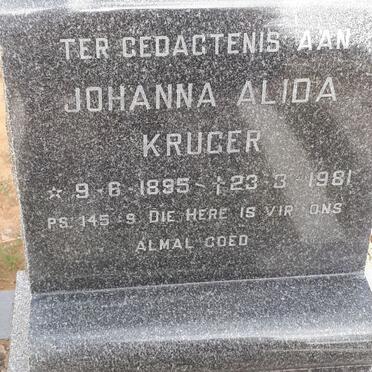 TER GEDAGTENIS AAN
JOHANNA ALIDA
KRUGER
☆ 9-6-1895 - † 23-3-1981
PS. 145:9 DIE HERE IS VIR ONS
ALMAL GOED